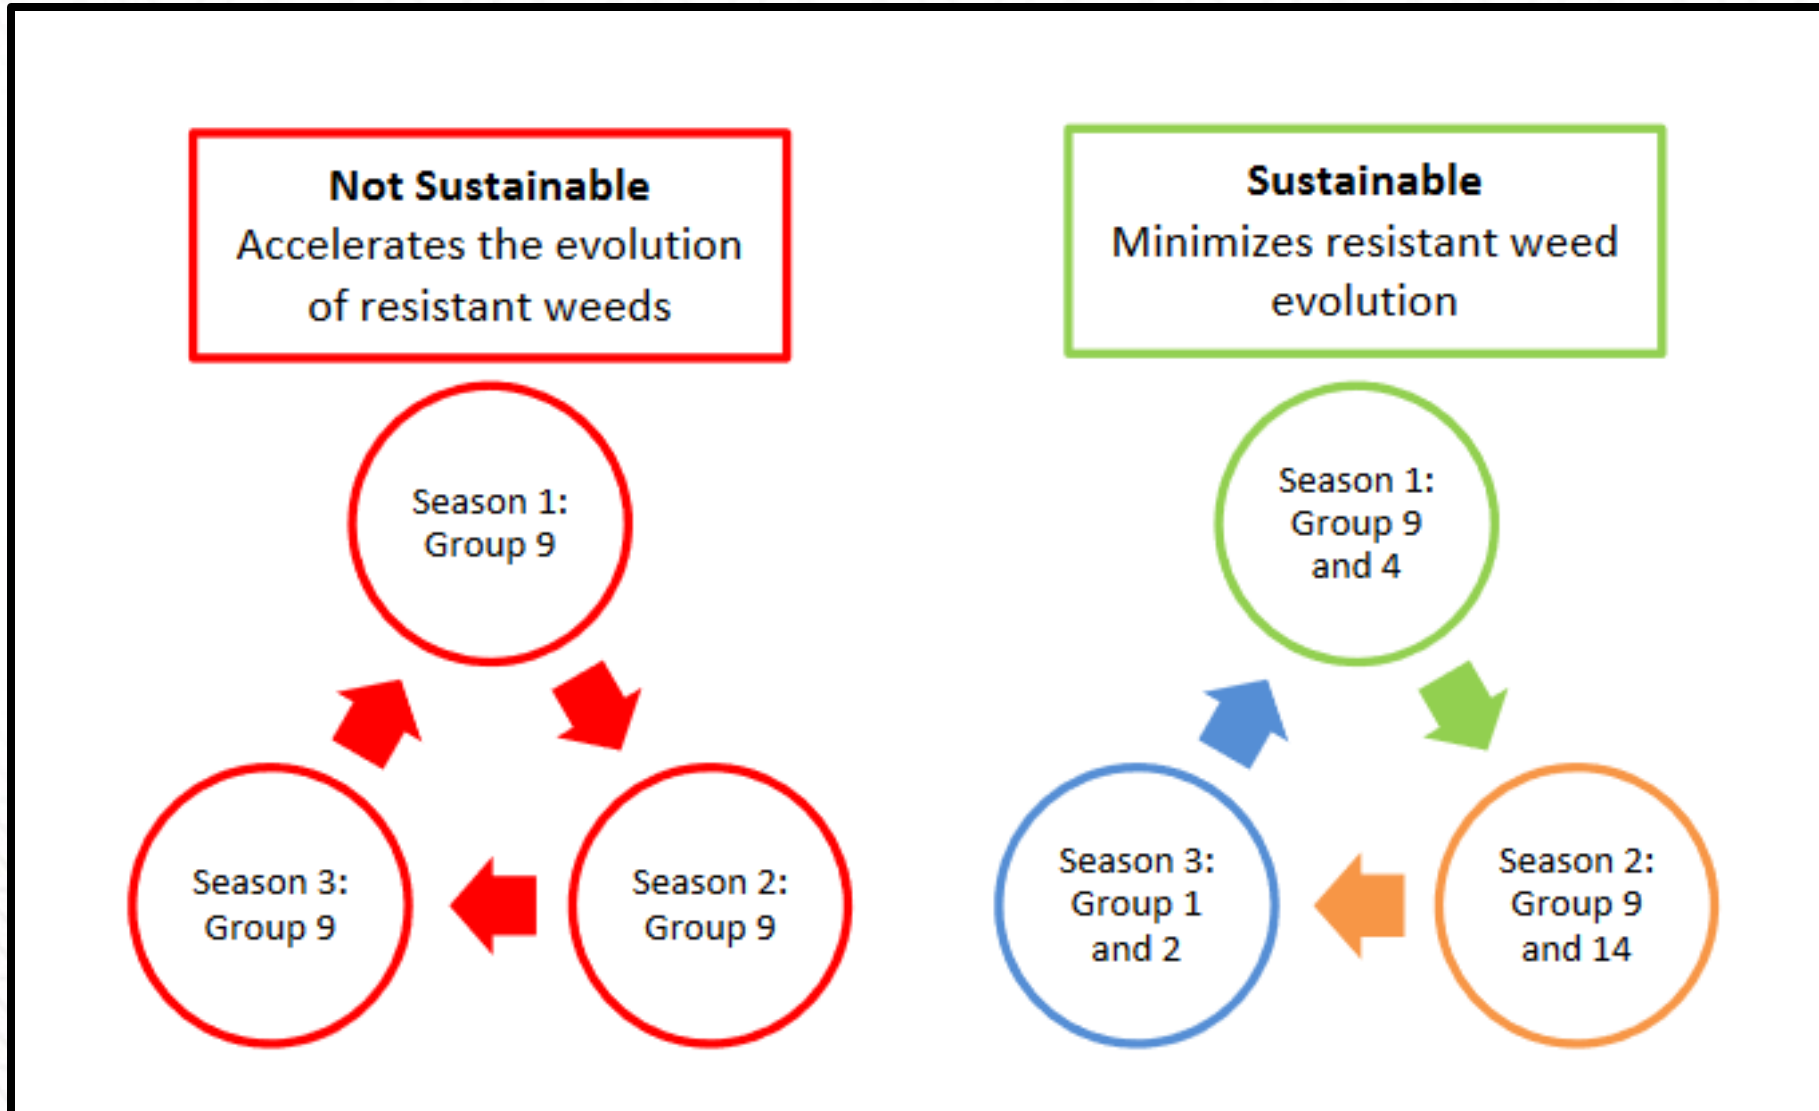 Not Sustainable
Accelerates the evolution
of resistant weeds
Season 1:
Group 9
Season 2:
Group 9
Season 3:
Group 9
Sustainable
Minimizes resistant weed
evolution
Season 1:
Group 9
and 4
Season 2:
Group 9
and 14
Season 3:
Group 1
and 2